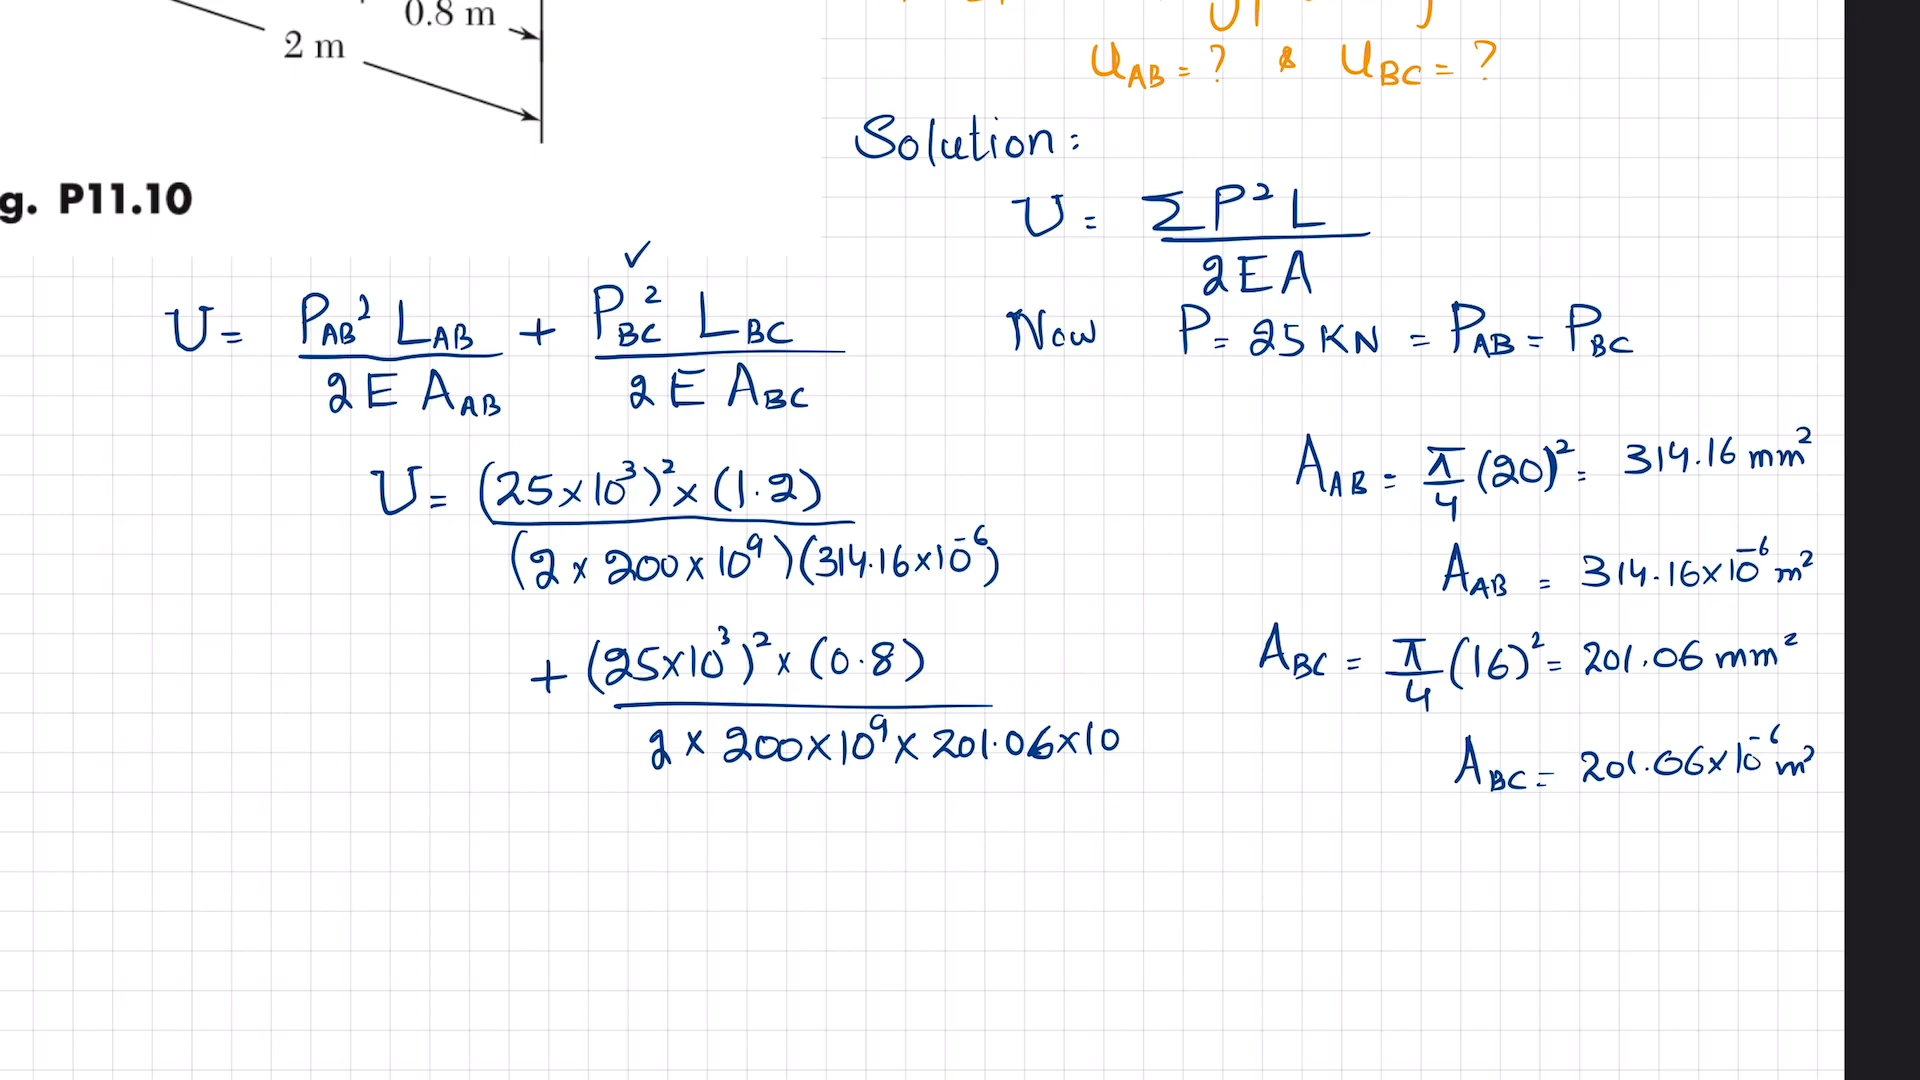 0.8 m
2 m
g. P11.10
u_AB = ? & u_BC = ?
Solution:
U = ΣP²L / 2EA
Now P = 25 KN = P_AB = P_BC
U = P_AB² L_AB / 2 E A_AB + P_BC² L_BC / 2 E A_BC ✓
U = (25×10³)² × (1.2) / (2 × 200 × 10⁹)(314.16×10⁻⁶)
+ (25×10³)² × (0.8) / 2 × 200×10⁹ × 201.06×10
A_AB = π/4 (20)² = 314.16 mm²
A_AB = 314.16×10⁻⁶ m²
A_BC = π/4 (16)² = 201.06 mm²
A_BC = 201.06×10⁻⁶ m²